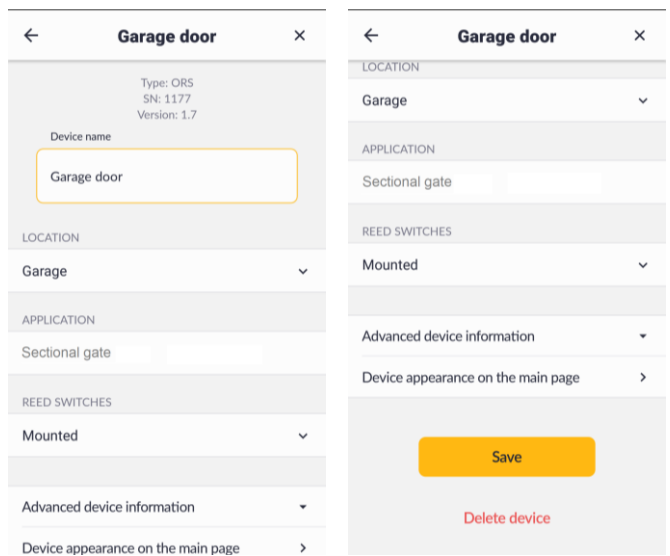 Garage door
Type: ORS
SN: 1177
Version: 1.7
Device name
Garage door
LOCATION
Garage
APPLICATION
Sectional gate
REED SWITCHES
Mounted
Advanced device information
Device appearance on the main page
Garage door
LOCATION
Garage
APPLICATION
Sectional gate
REED SWITCHES
Mounted
Advanced device information
Device appearance on the main page
Save
Delete device